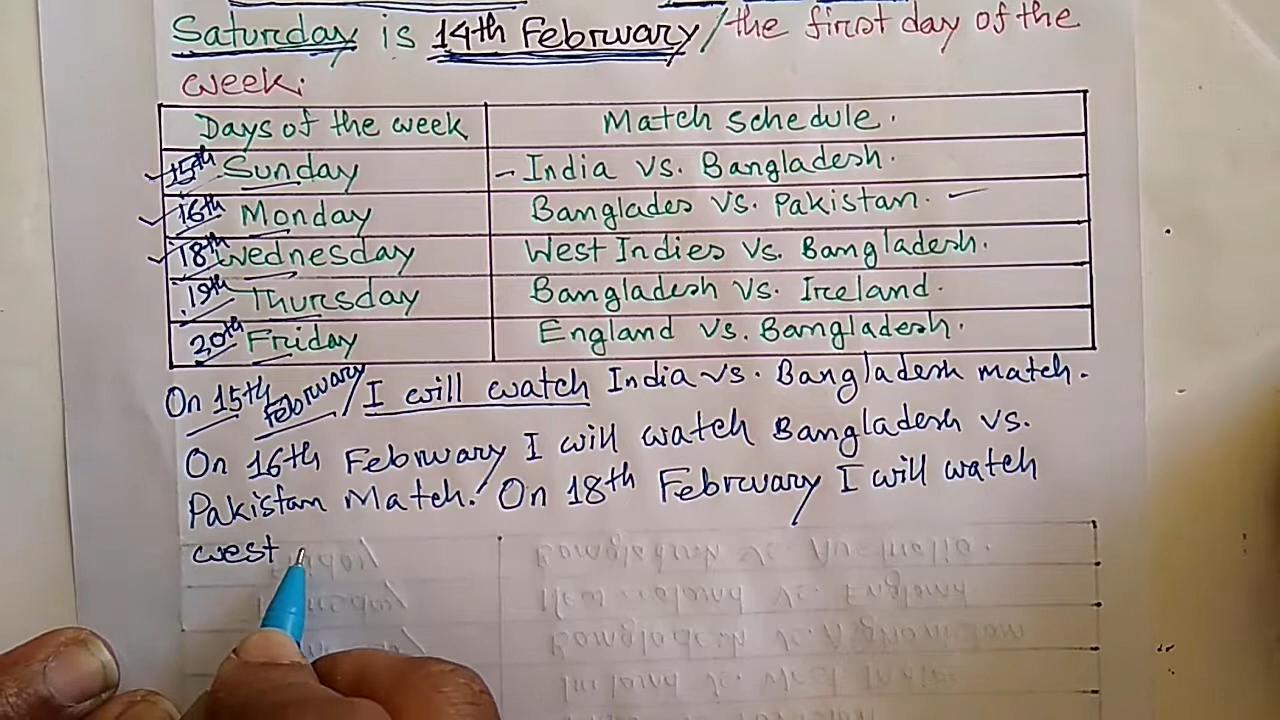 Saturday is 14th February/the first day of the
week.
Days of the week Match schedule.
15th Sunday - India vs. Bangladesh.
16th Monday Banglades vs. Pakistan.
18th Wednesday West Indies vs. Bangladesh.
19th Thursday Bangladesh vs. Ireland.
20th Friday England vs. Bangladesh.
On 15th February/I will watch India vs. Bangladesh match.
On 16th February I will watch Bangladesh vs.
Pakistan Match. On 18th February I will watch
west